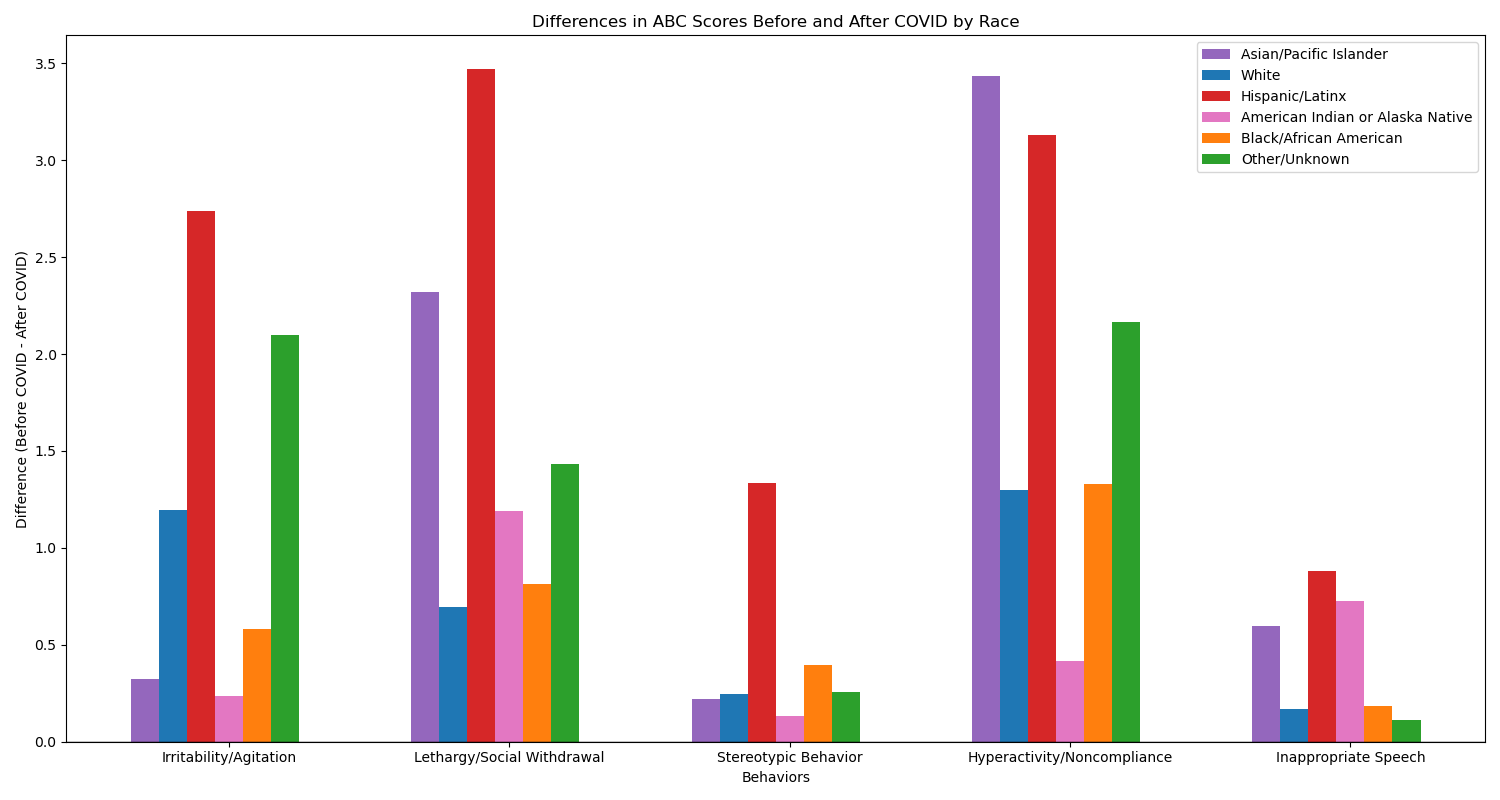 Differences in ABC Scores Before and After COVID by Race
Difference (Before COVID - After COVID)
3.5
3.0
2.5
2.0
1.5
1.0
0.5
0.0
Asian/Pacific Islander
White
Hispanic/Latinx
American Indian or Alaska Native
Black/African American
Other/Unknown
Irritability/Agitation
Lethargy/Social Withdrawal
Stereotypic Behavior
Hyperactivity/Noncompliance
Inappropriate Speech
Behaviors